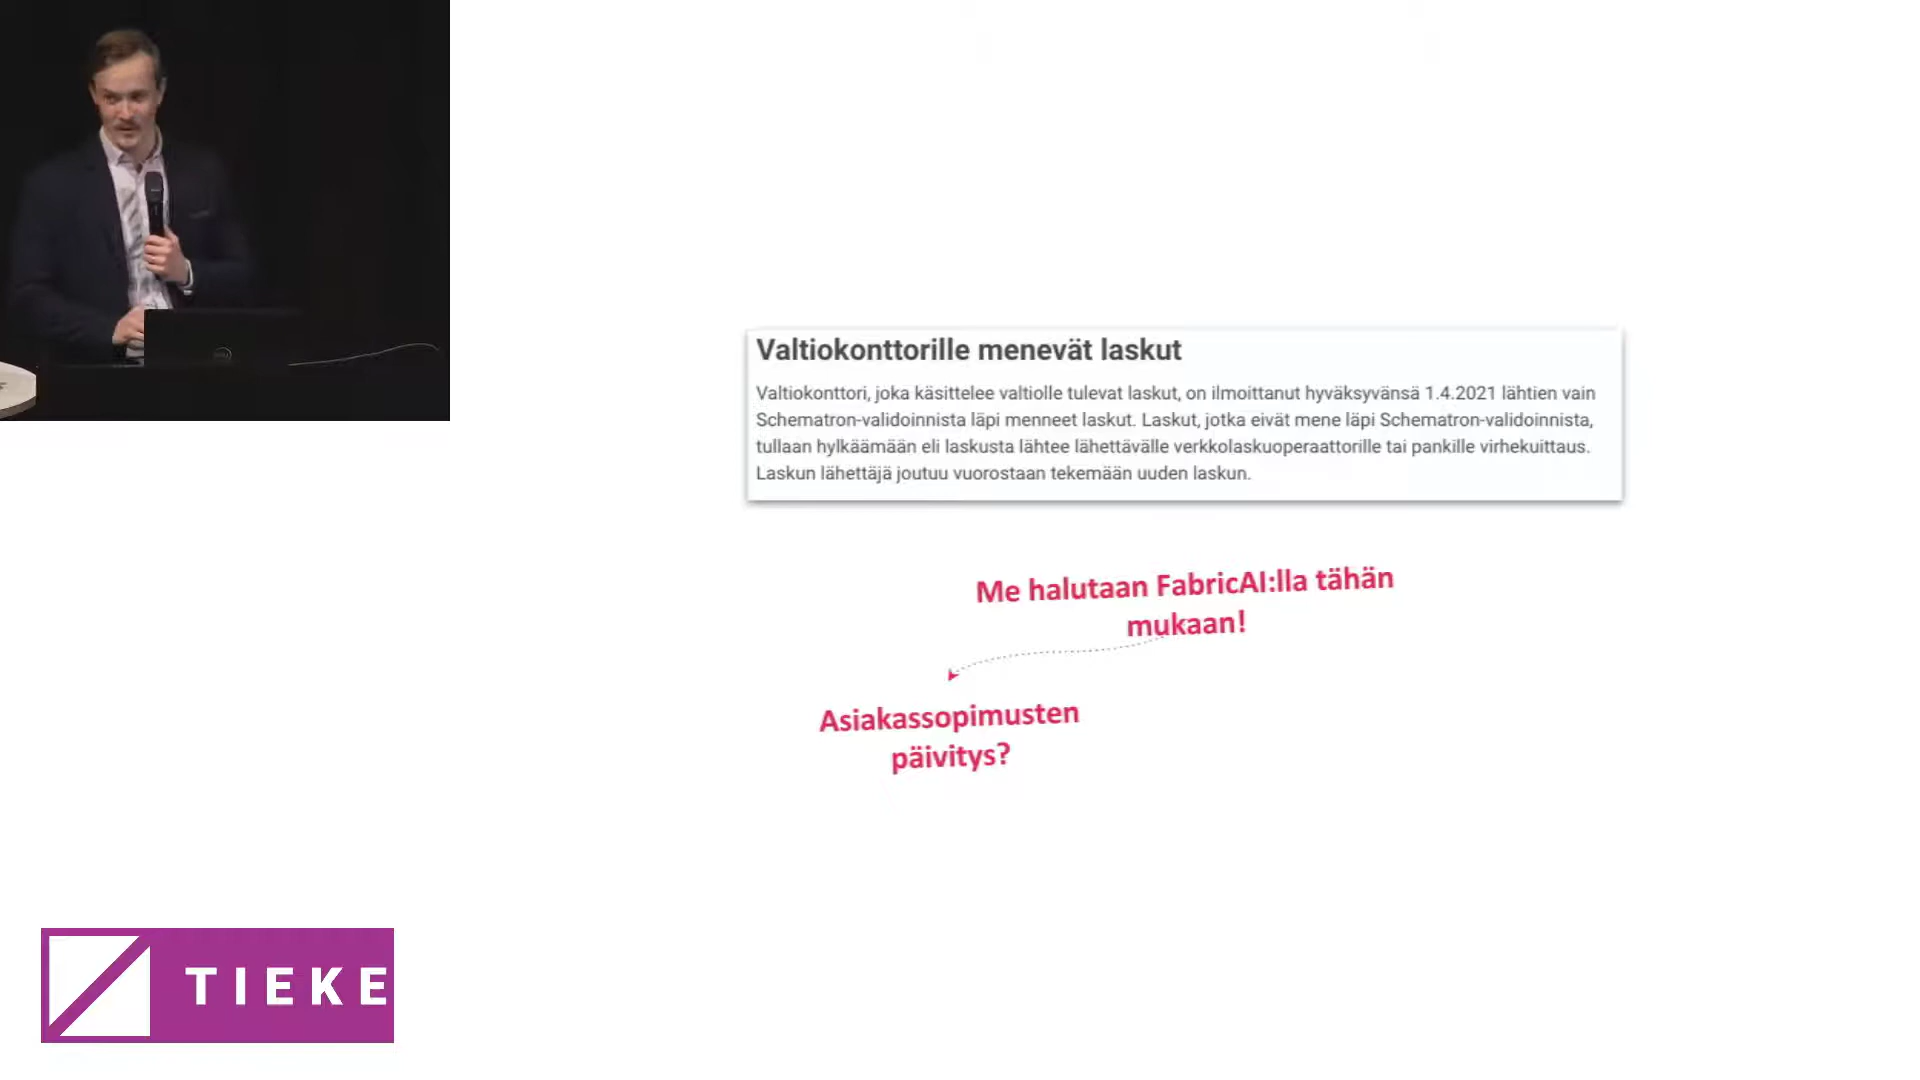 Valtiokonttorille menevät laskut
Valtiokonttori, joka käsittelee valtiolle tulevat laskut, on ilmoittanut hyväksyvänsä 1.4.2021 lähtien vain
Schematron-validoinnista läpi menneet laskut. Laskut, jotka eivät mene läpi Schematron-validoinnista,
tullaan hylkäämään eli laskusta lähtee lähettävälle verkkolaskuoperaattorille tai pankille virhekuittaus.
Laskun lähettäjä joutuu vuorostaan tekemään uuden laskun.
Me halutaan FabricAI:lla tähän
mukaan!
Asiakassopimusten
päivitys?
TIEKE